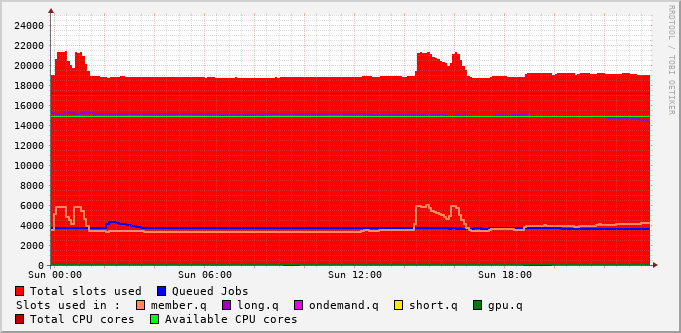 RRDTOOL / TOBI OETIKER
24000
22000
20000
18000
16000
14000
12000
10000
8000
6000
4000
2000
0
Sun 00:00 Sun 06:00 Sun 12:00 Sun 18:00
Total slots used Queued Jobs
Slots used in : member.q long.q ondemand.q short.q gpu.q
Total CPU cores Available CPU cores